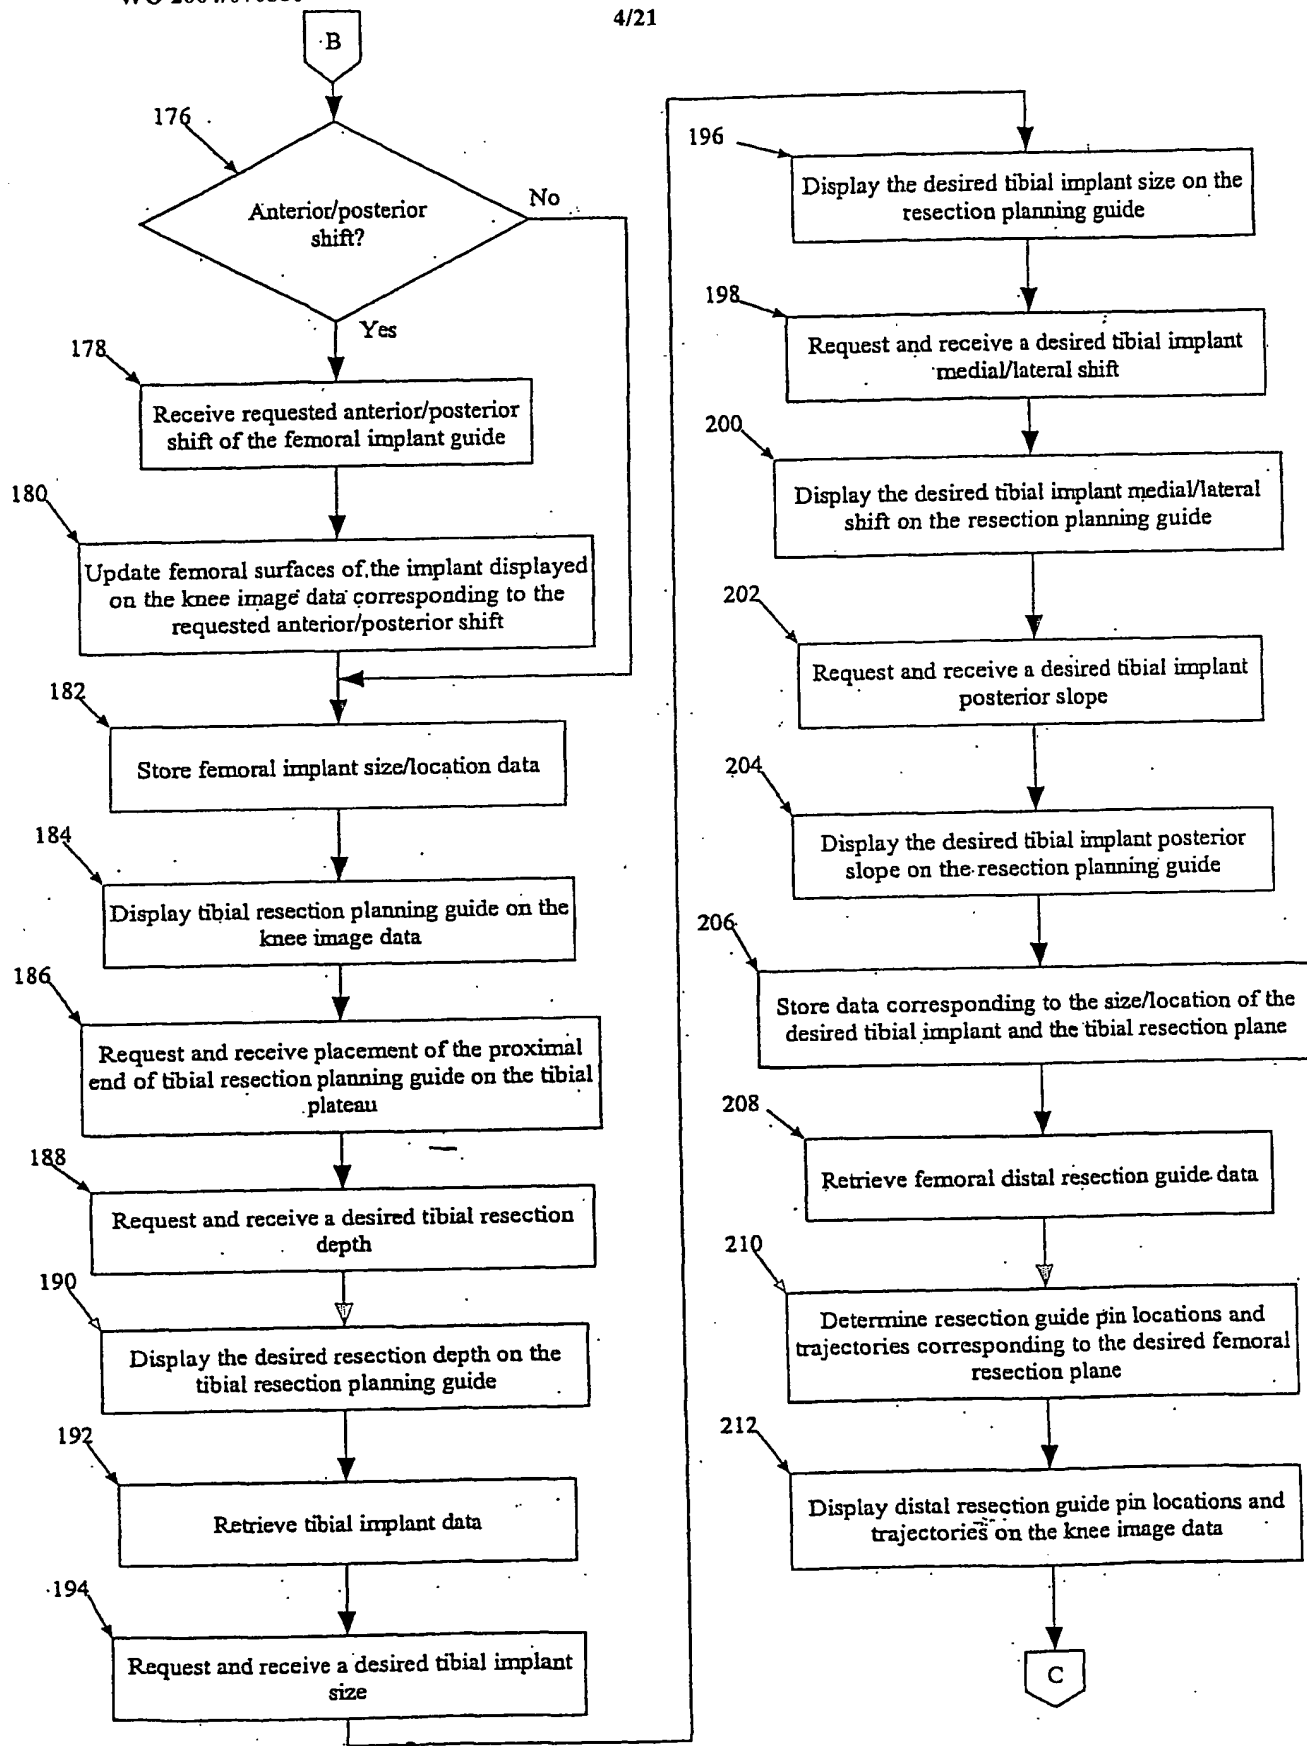 4/21
B
176
Anterior/posterior
shift?
No
Yes
178
Receive requested anterior/posterior
shift of the femoral implant guide
180
Update femoral surfaces of the implant displayed
on the knee image data corresponding to the
requested anterior/posterior shift
182
Store femoral implant size/location data
184
Display tibial resection planning guide on the
knee image data
186
Request and receive placement of the proximal
end of tibial resection planning guide on the tibial
plateau
188
Request and receive a desired tibial resection
depth
190
Display the desired resection depth on the
tibial resection planning guide
192
Retrieve tibial implant data
194
Request and receive a desired tibial implant
size
196
Display the desired tibial implant size on the
resection planning guide
198
Request and receive a desired tibial implant
medial/lateral shift
200
Display the desired tibial implant medial/lateral
shift on the resection planning guide
202
Request and receive a desired tibial implant
posterior slope
204
Display the desired tibial implant posterior
slope on the resection planning guide
206
Store data corresponding to the size/location of the
desired tibial implant and the tibial resection plane
208
Retrieve femoral distal resection guide data
210
Determine resection guide pin locations and
trajectories corresponding to the desired femoral
resection plane
212
Display distal resection guide pin locations and
trajectories on the knee image data
C